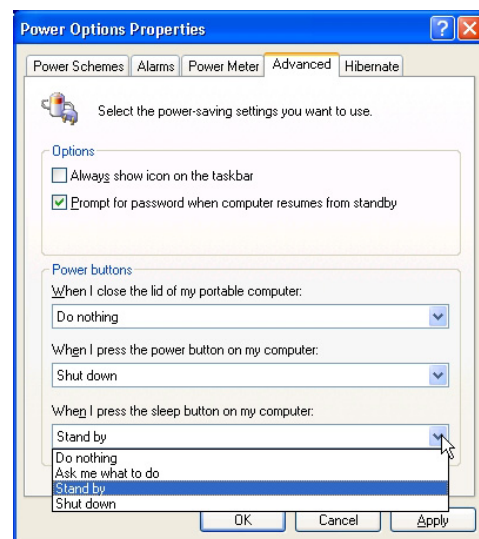 Power Options Properties
Power Schemes Alarms Power Meter Advanced Hibernate
Select the power-saving settings you want to use.
Options
Always show icon on the taskbar
Prompt for password when computer resumes from standby
Power buttons
When I close the lid of my portable computer:
Do nothing
When I press the power button on my computer:
Shut down
When I press the sleep button on my computer:
Stand by
Do nothing
Ask me what to do
Stand by
Shut down
OK Cancel Apply